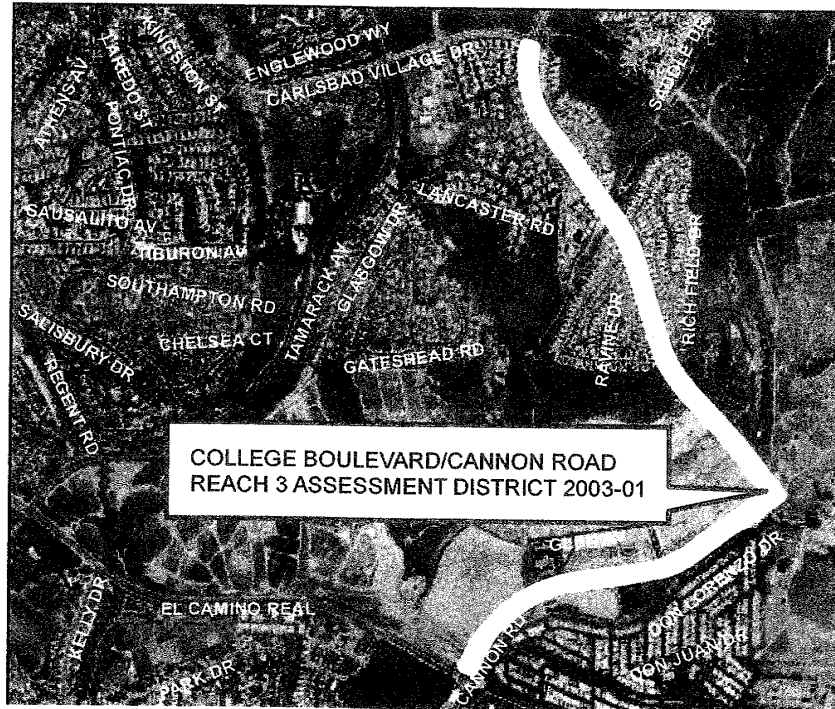 KINGSTON ST
LAREDO ST
ATHENS AV
PONTIAC DR
ENGLEWOOD WY
CARLSBAD VILLAGE DR
SADDLE DR
SAUSALITO AV
TIBURON AV
SOUTHAMPTON RD
CHELSEA CT
SALISBURY DR
REGENT RD
TAMARACK AV
GLASGOW DR
LANCASTER RD
GATESHEAD RD
RAVINE DR
RICH FIELD DR
COLLEGE BOULEVARD/CANNON ROAD
REACH 3 ASSESSMENT DISTRICT 2003-01
DON LORENZO DR
DON JUAN DR
KELLY DR
EL CAMINO REAL
PARK DR
CANNON RD